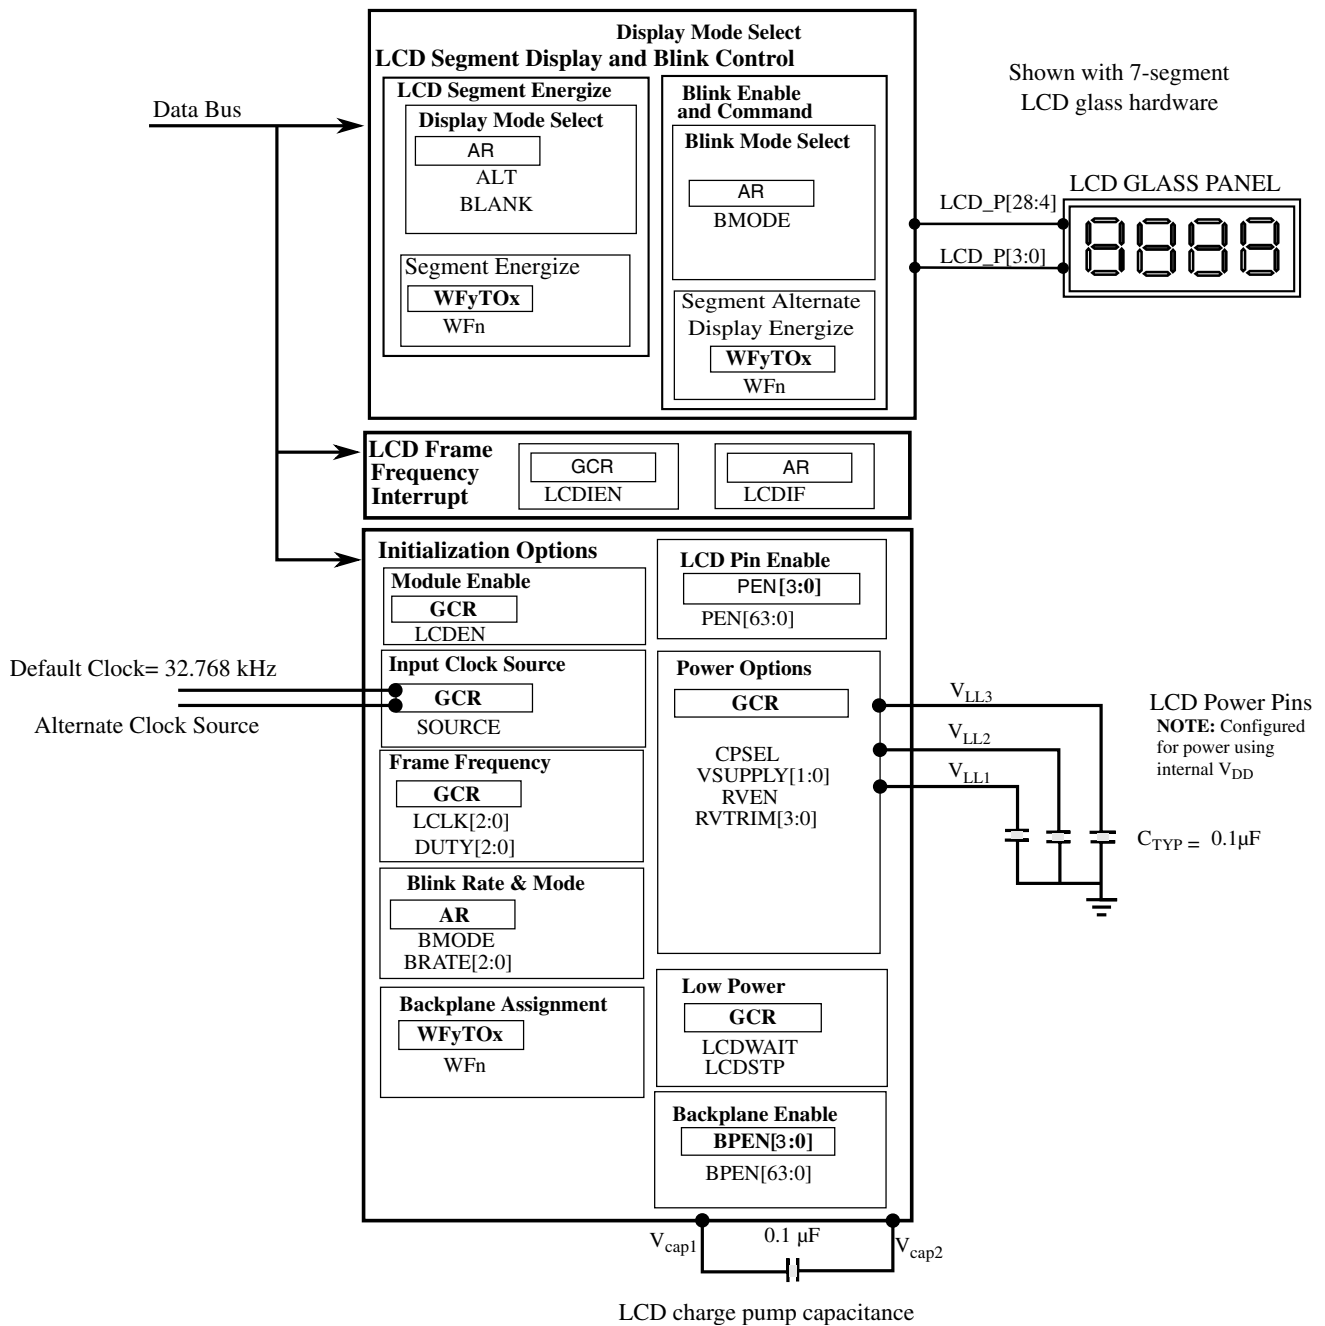 Display Mode Select
LCD Segment Display and Blink Control
Data Bus
LCD Segment Energize
Display Mode Select
AR
ALT
BLANK
Segment Energize
WFyTOx
WFn
Blink Enable
and Command
Blink Mode Select
AR
BMODE
Segment Alternate
Display Energize
WFyTOx
WFn
Shown with 7-segment
LCD glass hardware
LCD GLASS PANEL
LCD_P[28:4]
LCD_P[3:0]
8888
LCD Frame
Frequency
Interrupt
GCR
LCDIEN
AR
LCDIF
Initialization Options
Module Enable
GCR
LCDEN
Default Clock= 32.768 kHz
Alternate Clock Source
Input Clock Source
GCR
SOURCE
Frame Frequency
GCR
LCLK[2:0]
DUTY[2:0]
Blink Rate & Mode
AR
BMODE
BRATE[2:0]
Backplane Assignment
WFyTOx
WFn
LCD Pin Enable
PEN[3:0]
PEN[63:0]
Power Options
GCR
CPSEL
VSUPPLY[1:0]
RVEN
RVTRIM[3:0]
VLL3
VLL2
VLL1
LCD Power Pins
NOTE: Configured
for power using
internal VDD
CTYP = 0.1µF
Low Power
GCR
LCDWAIT
LCDSTP
Backplane Enable
BPEN[3:0]
BPEN[63:0]
Vcap1
0.1 µF
Vcap2
LCD charge pump capacitance